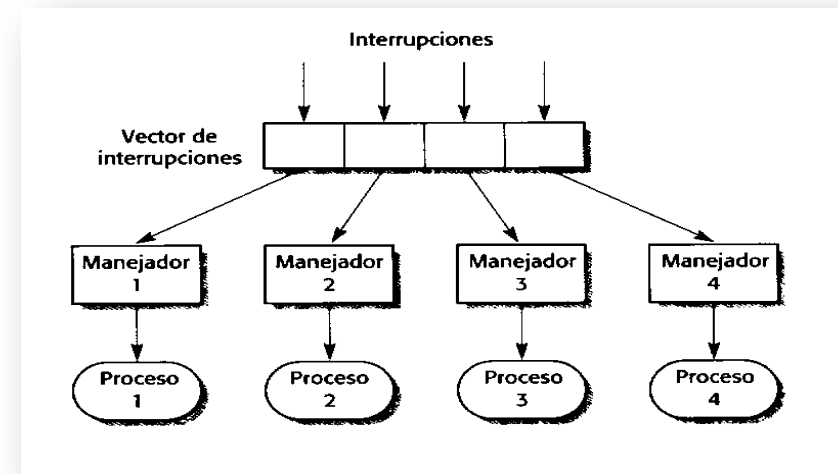 Interrupciones
Vector de
interrupciones
Manejador
1
Manejador
2
Manejador
3
Manejador
4
Proceso
1
Proceso
2
Proceso
3
Proceso
4